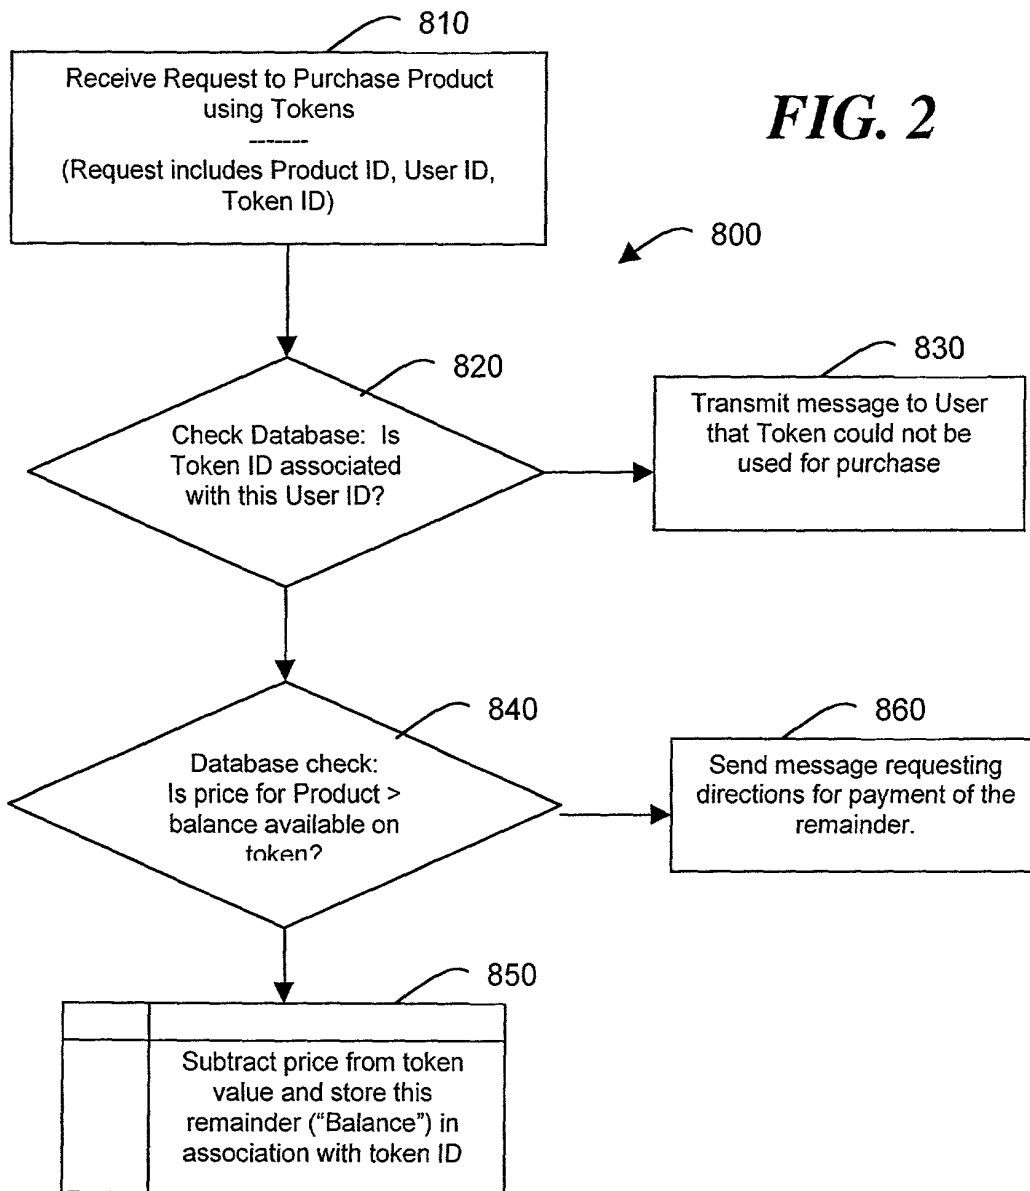 810
Receive Request to Purchase Product
using Tokens
-------
(Request includes Product ID, User ID,
Token ID)
FIG. 2
800
820
Check Database: Is
Token ID associated
with this User ID?
830
Transmit message to User
that Token could not be
used for purchase
840
Database check:
Is price for Product >
balance available on
token?
860
Send message requesting
directions for payment of the
remainder.
850
Subtract price from token
value and store this
remainder (“Balance”) in
association with token ID